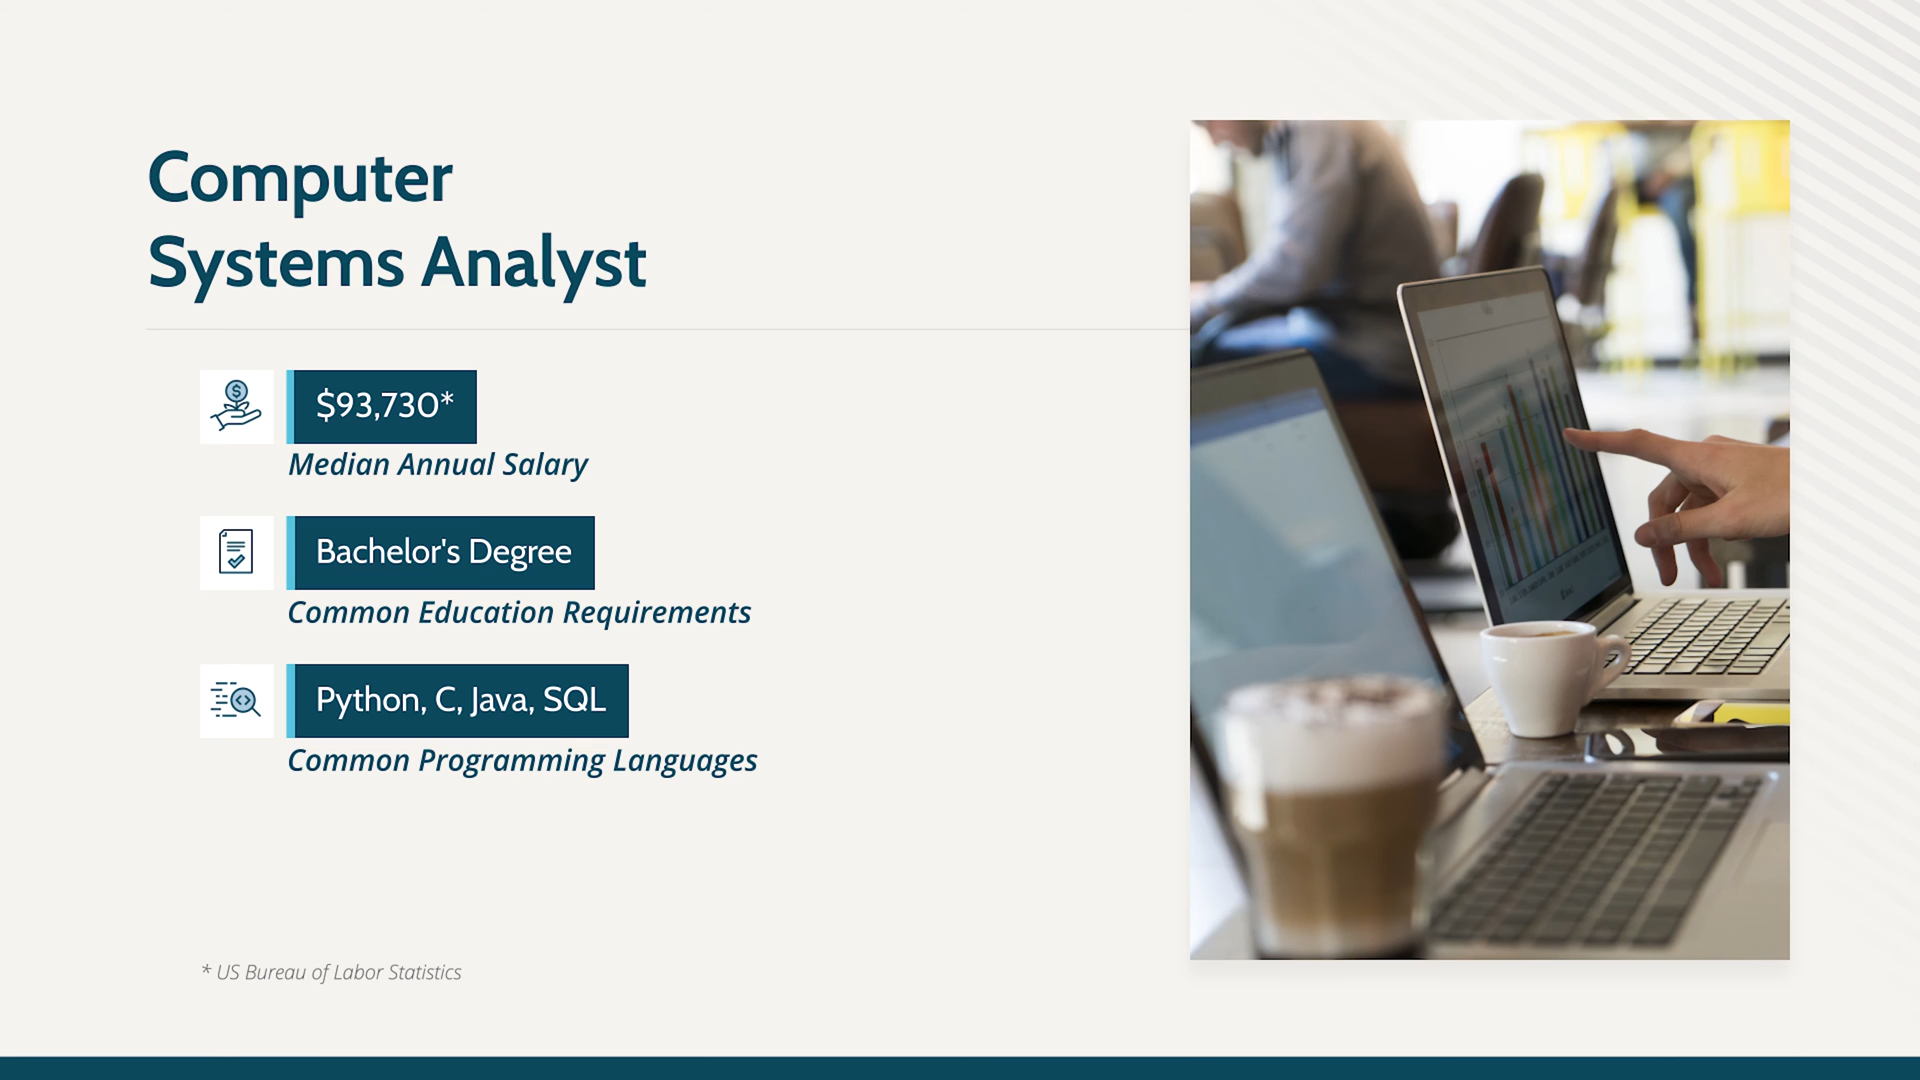 Computer
Systems Analyst
$93,730*
Median Annual Salary
Bachelor's Degree
Common Education Requirements
Python, C, Java, SQL
Common Programming Languages
* US Bureau of Labor Statistics